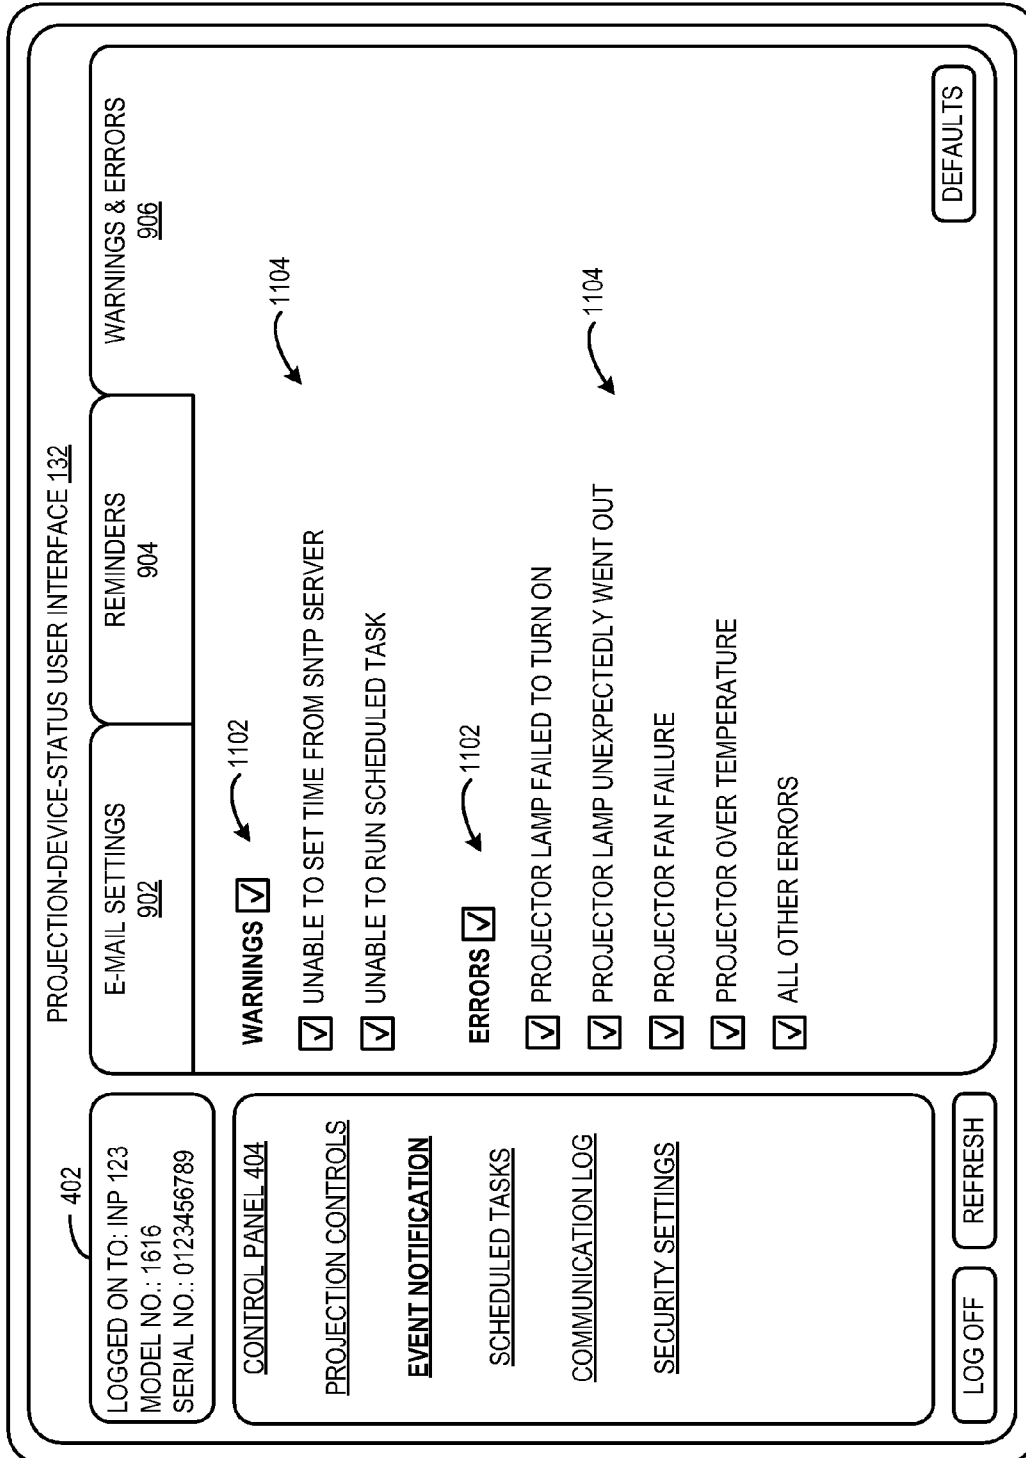 PROJECTION-DEVICE-STATUS USER INTERFACE 132
402
LOGGED ON TO: INP 123
MODEL NO.: 1616
SERIAL NO.: 0123456789
CONTROL PANEL 404
PROJECTION CONTROLS
EVENT NOTIFICATION
SCHEDULED TASKS
COMMUNICATION LOG
SECURITY SETTINGS
LOG OFF
REFRESH
E-MAIL SETTINGS
902
REMINDERS
904
WARNINGS & ERRORS
906
WARNINGS
1102
UNABLE TO SET TIME FROM SNTP SERVER
1104
UNABLE TO RUN SCHEDULED TASK
ERRORS
1102
PROJECTOR LAMP FAILED TO TURN ON
PROJECTOR LAMP UNEXPECTEDLY WENT OUT
1104
PROJECTOR FAN FAILURE
PROJECTOR OVER TEMPERATURE
ALL OTHER ERRORS
DEFAULTS